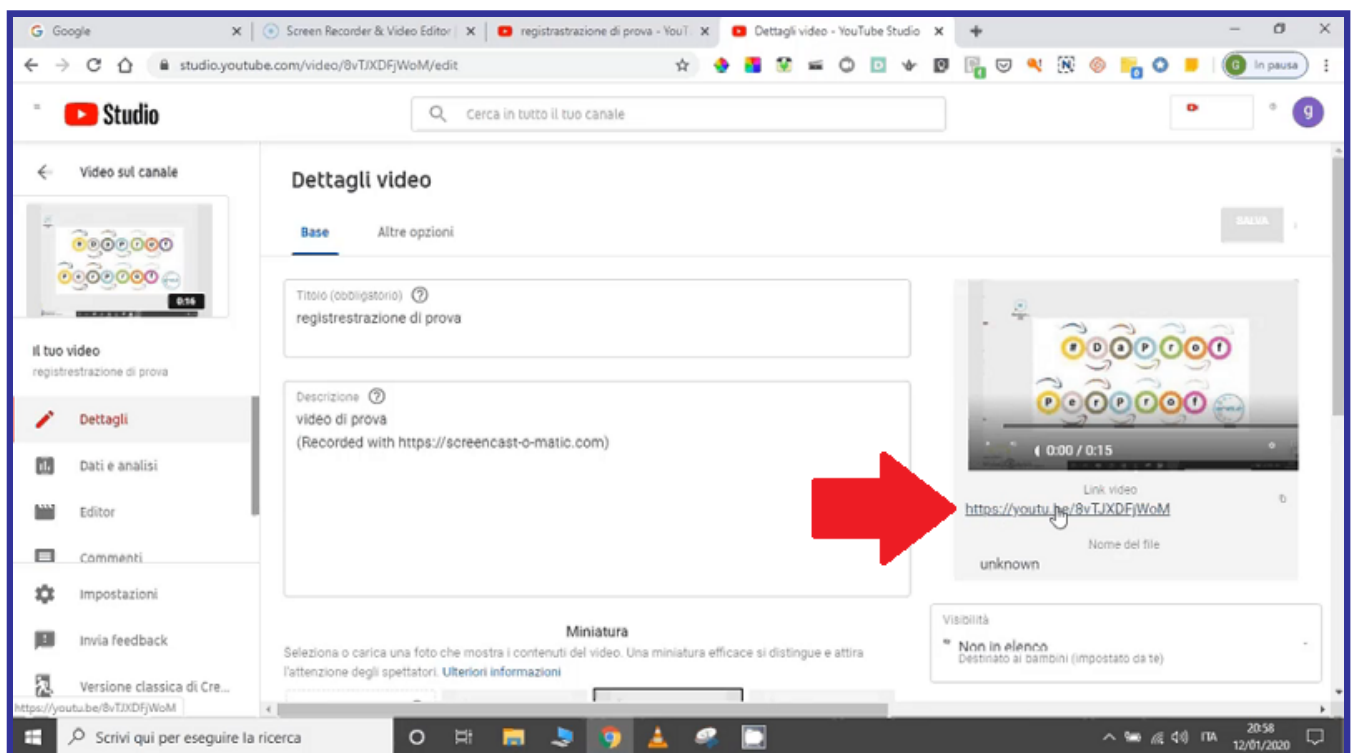 Google
Screen Recorder & Video Editor
registrastrazione di prova - YouT
Dettagli video - YouTube Studio
studio.youtube.com/video/8vTJXDFjWoM/edit
G In pausa
Studio
Cerca in tutto il tuo canale
g
Video sul canale
Dettagli video
Base
Altre opzioni
SALVA
#DaProf
PerProf
0:16
Titolo (obbligatorio)
registrestrazione di prova
#DaProf
PerProf
0:00 / 0:15
Il tuo video
registrestrazione di prova
Descrizione
video di prova
(Recorded with https://screencast-o-matic.com)
Dettagli
Dati e analisi
Editor
Commenti
Impostazioni
Invia feedback
Versione classica di Cre...
Link video
https://youtu.be/8vTJXDFjWoM
Nome del file
unknown
Miniatura
Seleziona o carica una foto che mostra i contenuti del video. Una miniatura efficace si distingue e attira
l'attenzione degli spettatori. Ulteriori informazioni
Visibilità
Non in elenco
Destinato ai bambini (impostato da te)
https://youtu.be/8vTJXDFjWoM
Scrivi qui per eseguire la ricerca
ITA
20:58
12/01/2020